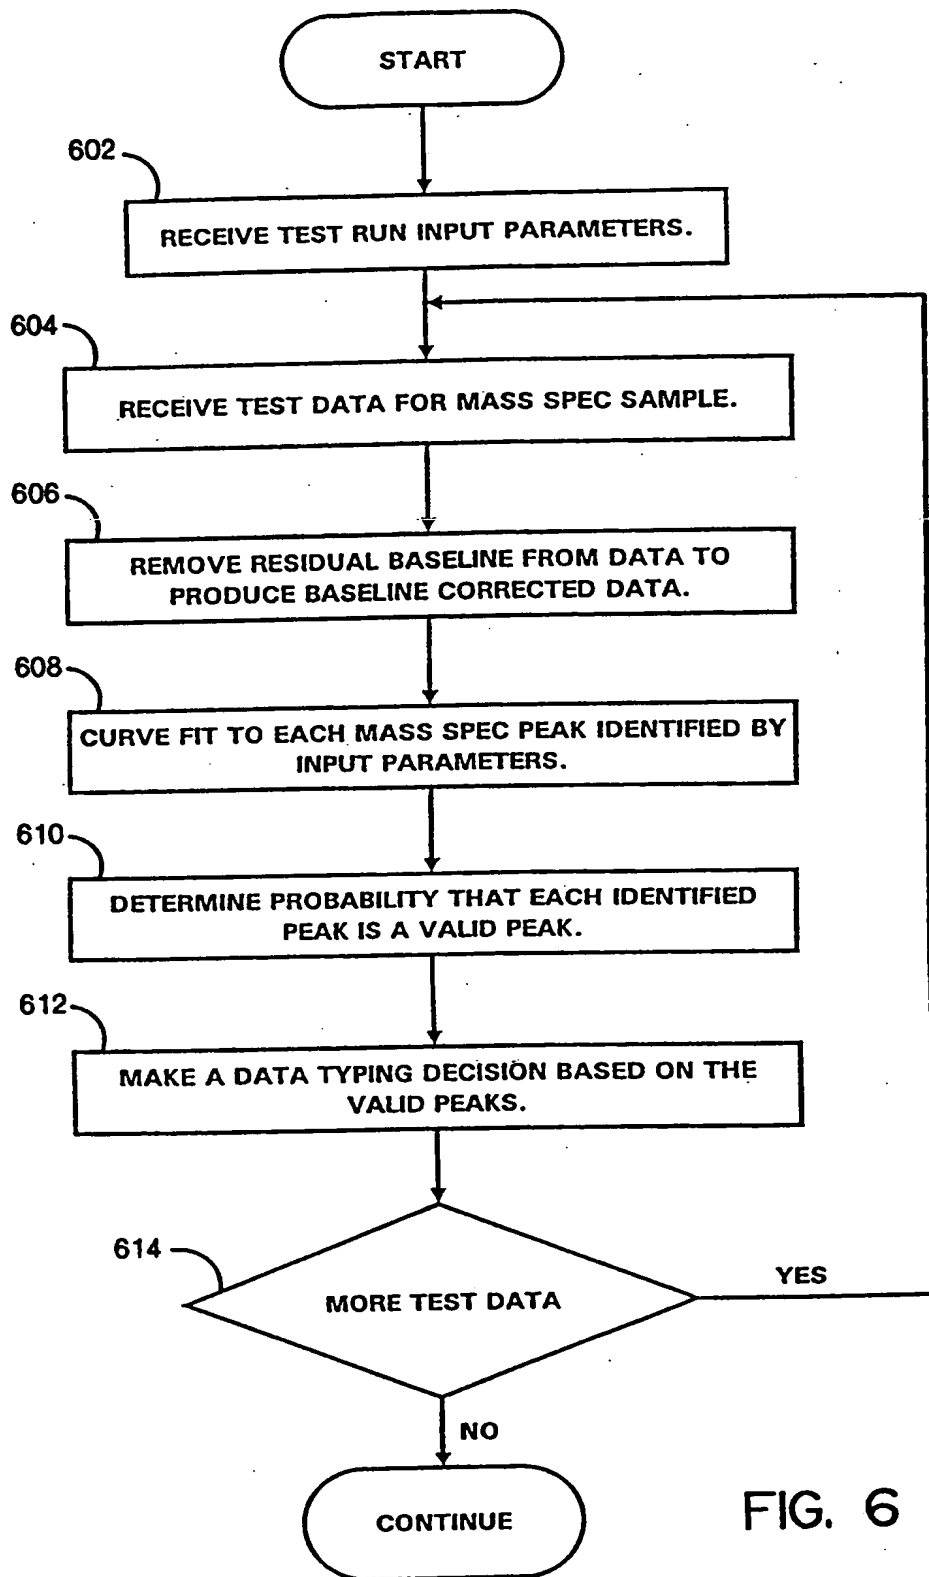 START
602
RECEIVE TEST RUN INPUT PARAMETERS.
604
RECEIVE TEST DATA FOR MASS SPEC SAMPLE.
606
REMOVE RESIDUAL BASELINE FROM DATA TO
PRODUCE BASELINE CORRECTED DATA.
608
CURVE FIT TO EACH MASS SPEC PEAK IDENTIFIED BY
INPUT PARAMETERS.
610
DETERMINE PROBABILITY THAT EACH IDENTIFIED
PEAK IS A VALID PEAK.
612
MAKE A DATA TYPING DECISION BASED ON THE
VALID PEAKS.
614
MORE TEST DATA
YES
NO
CONTINUE
FIG. 6